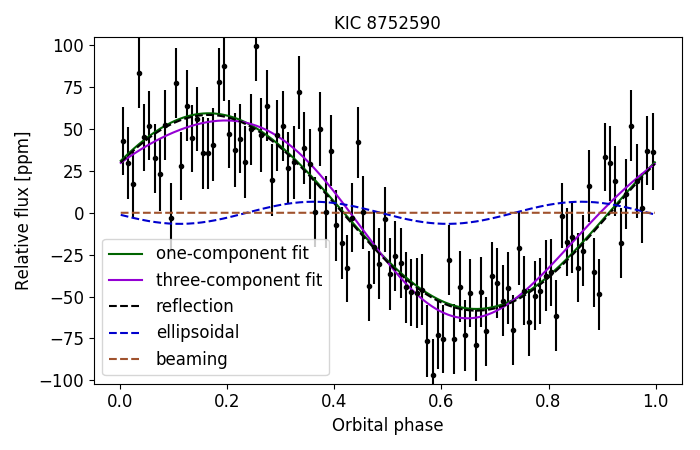 KIC 8752590
100
75
50
25
0
−25
−50
−75
−100
Relative flux [ppm]
one-component fit
three-component fit
reflection
ellipsoidal
beaming
0.0 0.2 0.4 0.6 0.8 1.0
Orbital phase